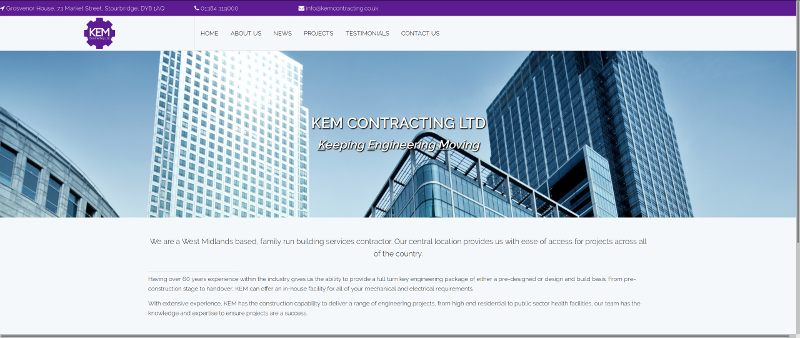 Grosvenor House, 73 Market Street, Stourbridge, DY8 1AQ 01384 319000 info@kemcontracting.co.uk
KEM
HOME ABOUT US NEWS PROJECTS TESTIMONIALS CONTACT US
KEM CONTRACTING LTD
Keeping Engineering Moving
We are a West Midlands based, family run building services contractor. Our central location provides us with ease of access for projects across all
of the country.
Having over 60 years experience within the industry gives us the ability to provide a full turn key engineering package of either a pre-designed or design and build basis. From pre-
construction stage to handover, KEM can offer an in-house facility for all of your mechanical and electrical requirements.
With extensive experience, KEM has the construction capability to deliver a range of engineering projects, from high end residential to public sector health facilities, our team has the
knowledge and expertise to ensure projects are a success.